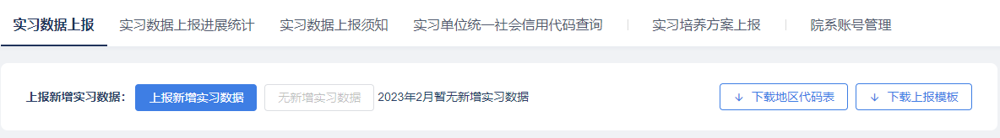 实习数据上报 实习数据上报进展统计 实习数据上报须知 实习单位统一社会信用代码查询 实习培养方案上报 院系账号管理
上报新增实习数据： 上报新增实习数据 无新增实习数据 2023年2月暂无新增实习数据 下载地区代码表 下载上报模板